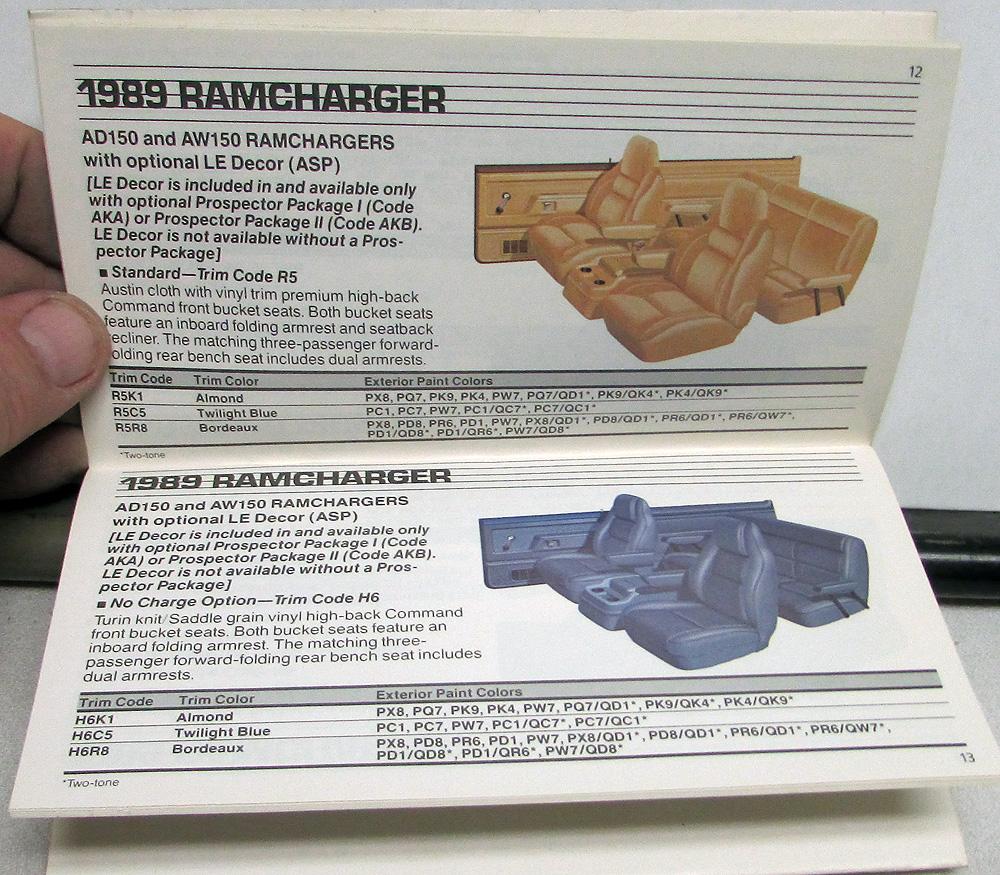 12
1989 RAMCHARGER
AD150 and AW150 RAMCHARGERS
with optional LE Decor (ASP)
[LE Decor is included in and available only
with optional Prospector Package I (Code
AKA) or Prospector Package II (Code AKB).
LE Decor is not available without a Pros-
pector Package]
■ Standard—Trim Code R5
Austin cloth with vinyl trim premium high-back
Command front bucket seats. Both bucket seats
feature an inboard folding armrest and seatback
recliner. The matching three-passenger forward-
folding rear bench seat includes dual armrests.
Trim Code Trim Color Exterior Paint Colors
R5K1 Almond PX8, PQ7, PK9, PK4, PW7, PQ7/QD1*, PK9/QK4*, PK4/QK9*
R5C5 Twilight Blue PC1, PC7, PW7, PC1/QC7*, PC7/QC1*
R5R8 Bordeaux PX8, PD8, PR6, PD1, PW7, PX8/QD1*, PD8/QD1*, PR6/QD1*, PR6/QW7*,
PD1/QD8*, PD1/QR6*, PW7/QD8*
*Two-tone
1989 RAMCHARGER
AD150 and AW150 RAMCHARGERS
with optional LE Decor (ASP)
[LE Decor is included in and available only
with optional Prospector Package I (Code
AKA) or Prospector Package II (Code AKB).
LE Decor is not available without a Pros-
pector Package]
■ No Charge Option—Trim Code H6
Turin knit/Saddle grain vinyl high-back Command
front bucket seats. Both bucket seats feature an
inboard folding armrest. The matching three-
passenger forward-folding rear bench seat includes
dual armrests.
Trim Code Trim Color Exterior Paint Colors
H6K1 Almond PX8, PQ7, PK9, PK4, PW7, PQ7/QD1*, PK9/QK4*, PK4/QK9*
H6C5 Twilight Blue PC1, PC7, PW7, PC1/QC7*, PC7/QC1*
H6R8 Bordeaux PX8, PD8, PR6, PD1, PW7, PX8/QD1*, PD8/QD1*, PR6/QD1*, PR6/QW7*,
PD1/QD8*, PD1/QR6*, PW7/QD8*
*Two-tone
13